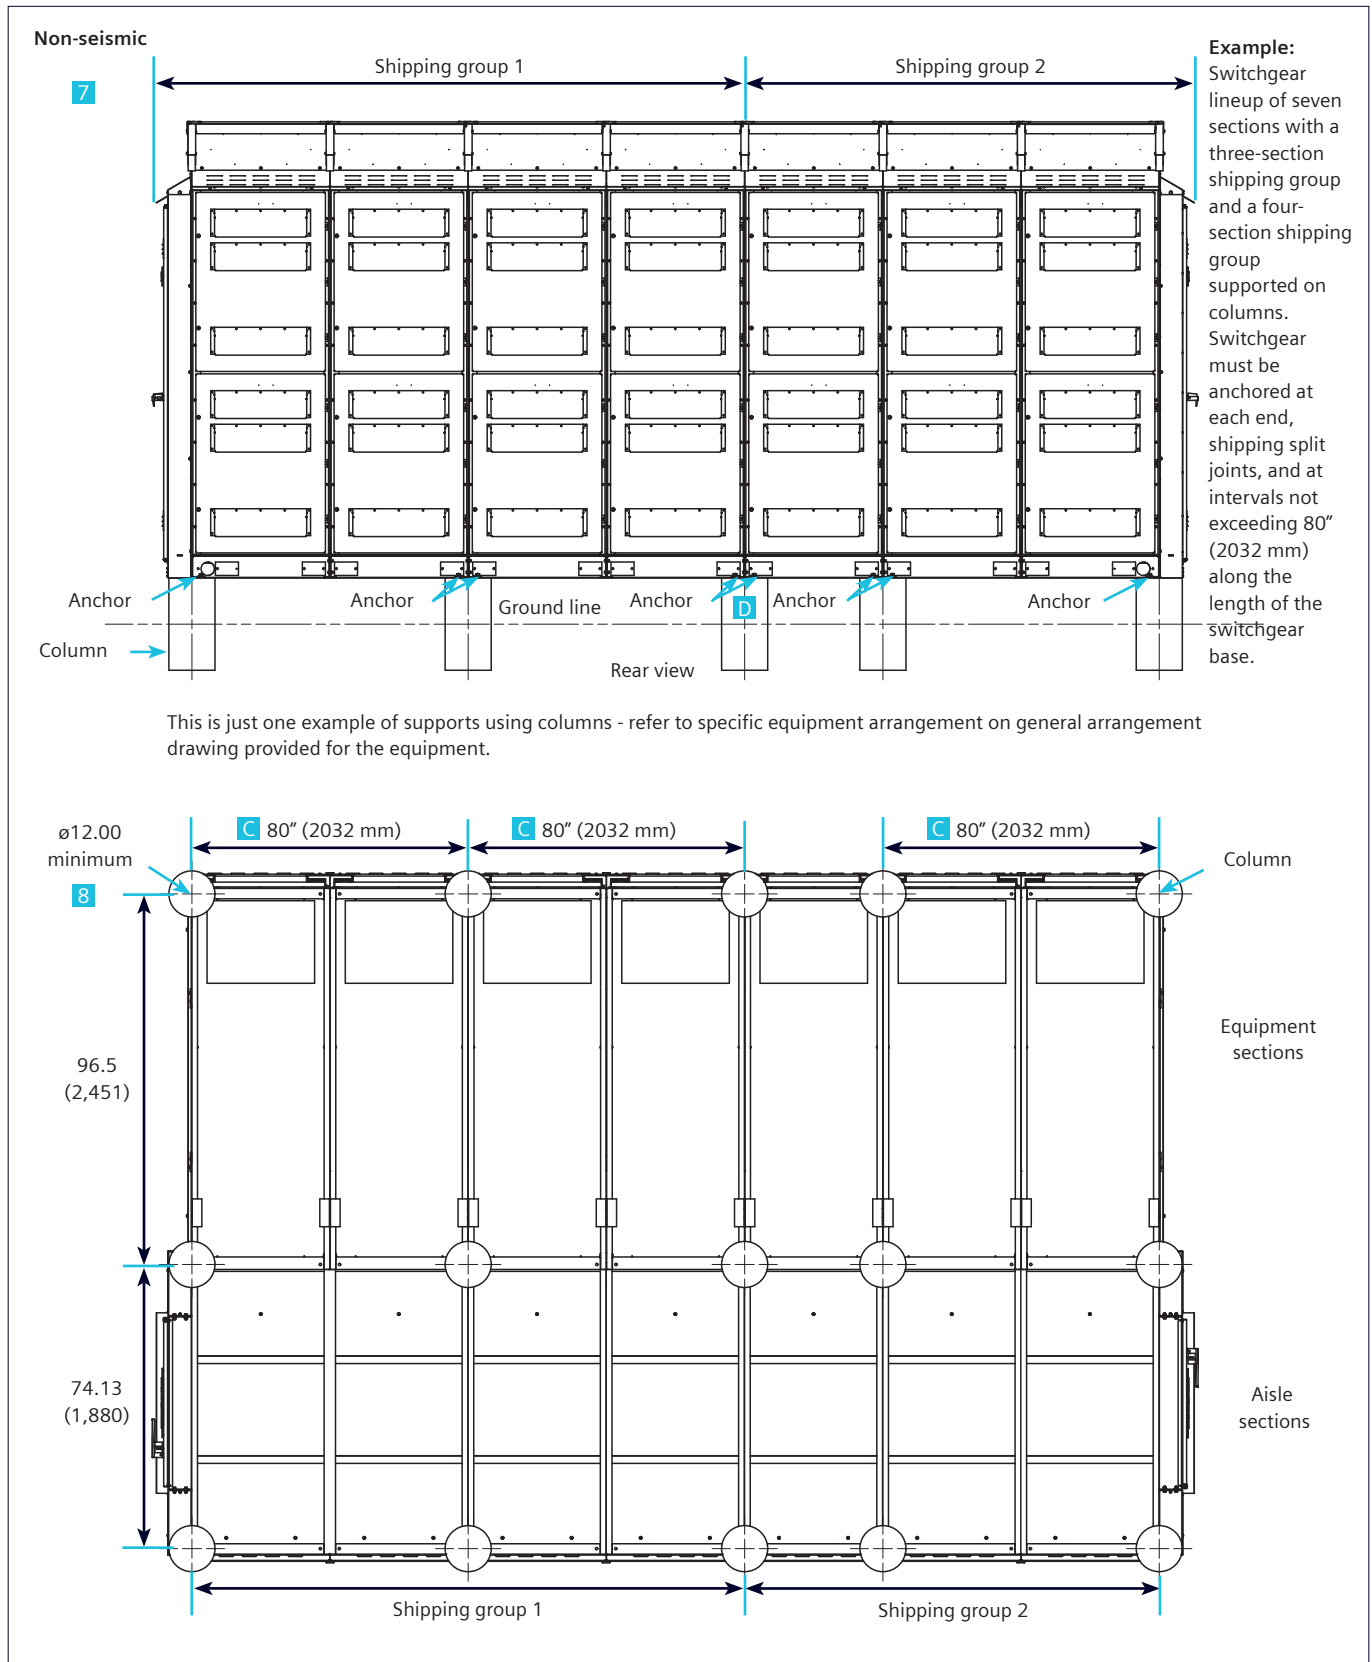 Non-seismic
7
Shipping group 1
Shipping group 2
Example:
Switchgear
lineup of seven
sections with a
three-section
shipping group
and a four-
section shipping
group
supported on
columns.
Switchgear
must be
anchored at
each end,
shipping split
joints, and at
intervals not
exceeding 80”
(2032 mm)
along the
length of the
switchgear
base.
Anchor
Anchor
Ground line
Anchor
D
Anchor
Anchor
Column
Rear view
This is just one example of supports using columns - refer to specific equipment arrangement on general arrangement
drawing provided for the equipment.
ø12.00
minimum
8
C 80” (2032 mm)
C 80” (2032 mm)
C 80” (2032 mm)
Column
96.5
(2,451)
Equipment
sections
74.13
(1,880)
Aisle
sections
Shipping group 1
Shipping group 2